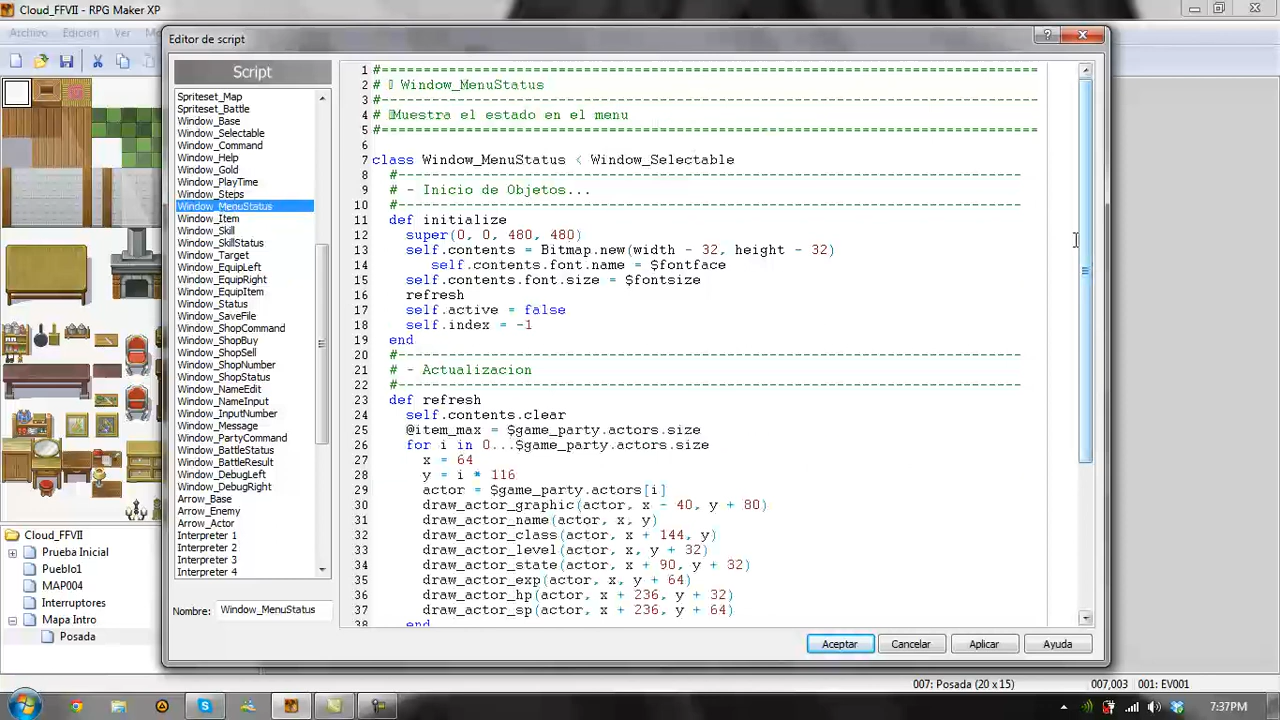 Cloud_FFVII - RPG Maker XP
Archivo Edición Ver
Editor de script
Script
Spriteset_Map
Spriteset_Battle
Window_Base
Window_Selectable
Window_Command
Window_Help
Window_Gold
Window_PlayTime
Window_Steps
Window_MenuStatus
Window_Item
Window_Skill
Window_SkillStatus
Window_Target
Window_EquipLeft
Window_EquipRight
Window_EquipItem
Window_Status
Window_SaveFile
Window_ShopCommand
Window_ShopBuy
Window_ShopSell
Window_ShopNumber
Window_ShopStatus
Window_NameEdit
Window_NameInput
Window_InputNumber
Window_Message
Window_PartyCommand
Window_BattleStatus
Window_BattleResult
Window_DebugLeft
Window_DebugRight
Arrow_Base
Arrow_Enemy
Arrow_Actor
Interpreter 1
Interpreter 2
Interpreter 3
Interpreter 4
Nombre: Window_MenuStatus
1 #==============================================================================
2 # Window_MenuStatus
3 #------------------------------------------------------------------------------
4 # Muestra el estado en el menu
5 #==============================================================================
6
7 class Window_MenuStatus < Window_Selectable
8 #--------------------------------------------------------------------------
9 # - Inicio de Objetos...
10 #--------------------------------------------------------------------------
11 def initialize
12 super(0, 0, 480, 480)
13 self.contents = Bitmap.new(width - 32, height - 32)
14 self.contents.font.name = $fontface
15 self.contents.font.size = $fontsize
16 refresh
17 self.active = false
18 self.index = -1
19 end
20 #--------------------------------------------------------------------------
21 # - Actualizacion
22 #--------------------------------------------------------------------------
23 def refresh
24 self.contents.clear
25 @item_max = $game_party.actors.size
26 for i in 0...$game_party.actors.size
27 x = 64
28 y = i * 116
29 actor = $game_party.actors[i]
30 draw_actor_graphic(actor, x - 40, y + 80)
31 draw_actor_name(actor, x, y)
32 draw_actor_class(actor, x + 144, y)
33 draw_actor_level(actor, x, y + 32)
34 draw_actor_state(actor, x + 90, y + 32)
35 draw_actor_exp(actor, x, y + 64)
36 draw_actor_hp(actor, x + 236, y + 32)
37 draw_actor_sp(actor, x + 236, y + 64)
38 end
Aceptar Cancelar Aplicar Ayuda
Cloud_FFVII
Prueba Inicial
Pueblo1
MAP004
Interruptores
Mapa Intro
Posada
007: Posada (20 x 15) 007,003 001: EV001
7:37PM